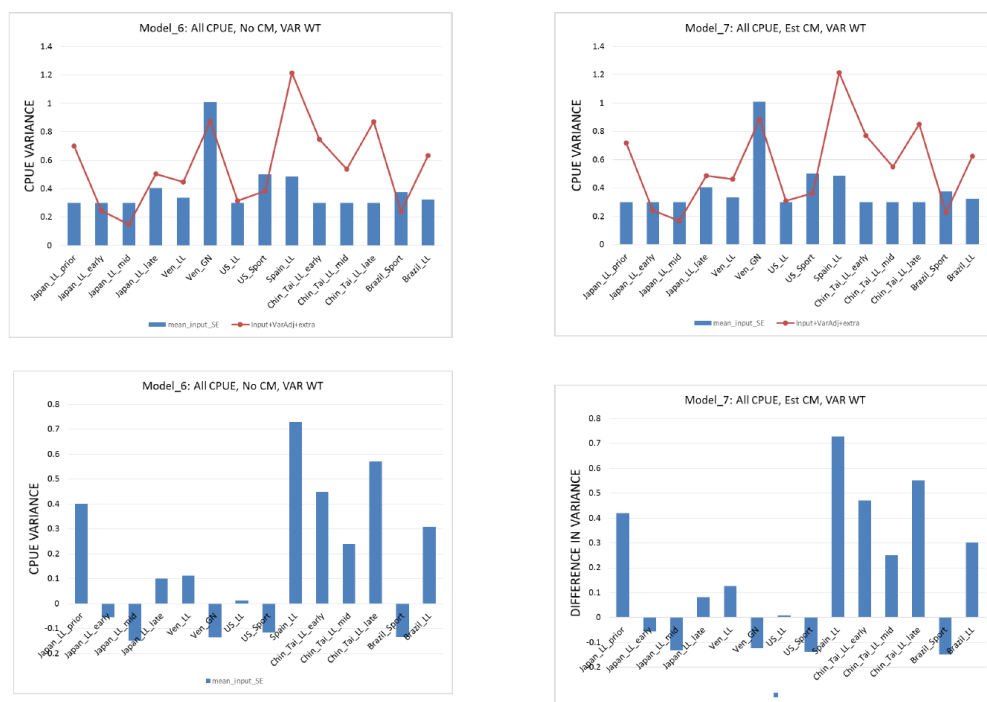 Model_6: All CPUE, No CM, VAR WT
1.4
1.2
1
0.8
0.6
0.4
0.2
0
CPUE VARIANCE
Japan_LL_prior
Japan_LL_early
Japan_LL_mid
Japan_LL_late
Ven_LL
Ven_GN
US_LL
US_Sport
Spain_LL
Chin_Tai_LL_early
Chin_Tai_LL_mid
Chin_Tai_LL_late
Brazil_Sport
Brazil_LL
mean_input_SE
Input+VarAdj+extra
Model_7: All CPUE, Est CM, VAR WT
1.4
1.2
1
0.8
0.6
0.4
0.2
0
CPUE VARIANCE
Japan_LL_prior
Japan_LL_early
Japan_LL_mid
Japan_LL_late
Ven_LL
Ven_GN
US_LL
US_Sport
Spain_LL
Chin_Tai_LL_early
Chin_Tai_LL_mid
Chin_Tai_LL_late
Brazil_Sport
Brazil_LL
mean_input_SE
Input+VarAdj+extra
Model_6: All CPUE, No CM, VAR WT
0.8
0.7
0.6
0.5
0.4
0.3
0.2
0.1
0
-0.1
-0.2
CPUE VARIANCE
Japan_LL_prior
Japan_LL_early
Japan_LL_mid
Japan_LL_late
Ven_LL
Ven_GN
US_LL
US_Sport
Spain_LL
Chin_Tai_LL_early
Chin_Tai_LL_mid
Chin_Tai_LL_late
Brazil_Sport
Brazil_LL
mean_input_SE
Model_7: All CPUE, Est CM, VAR WT
0.8
0.7
0.6
0.5
0.4
0.3
0.2
0.1
0
-0.1
-0.2
DIFFERENCE IN VARIANCE
Japan_LL_prior
Japan_LL_early
Japan_LL_mid
Japan_LL_late
Ven_LL
Ven_GN
US_LL
US_Sport
Spain_LL
Chin_Tai_LL_early
Chin_Tai_LL_mid
Chin_Tai_LL_late
Brazil_Sport
Brazil_LL